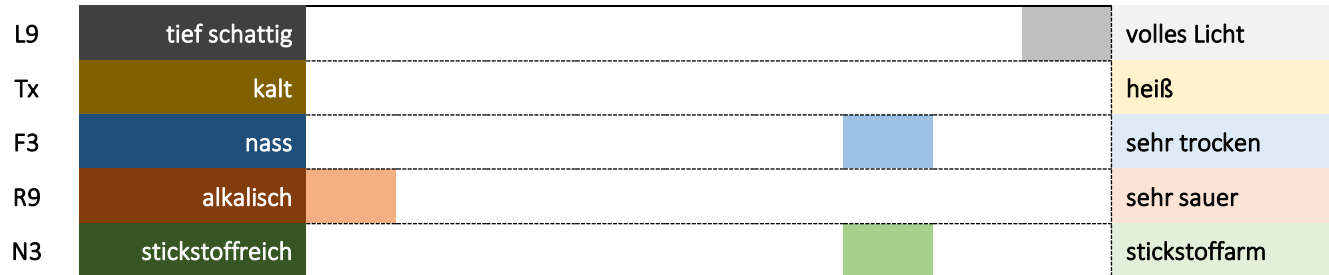 L9 tief schattig volles Licht
Tx kalt heiß
F3 nass sehr trocken
R9 alkalisch sehr sauer
N3 stickstoffreich stickstoffarm